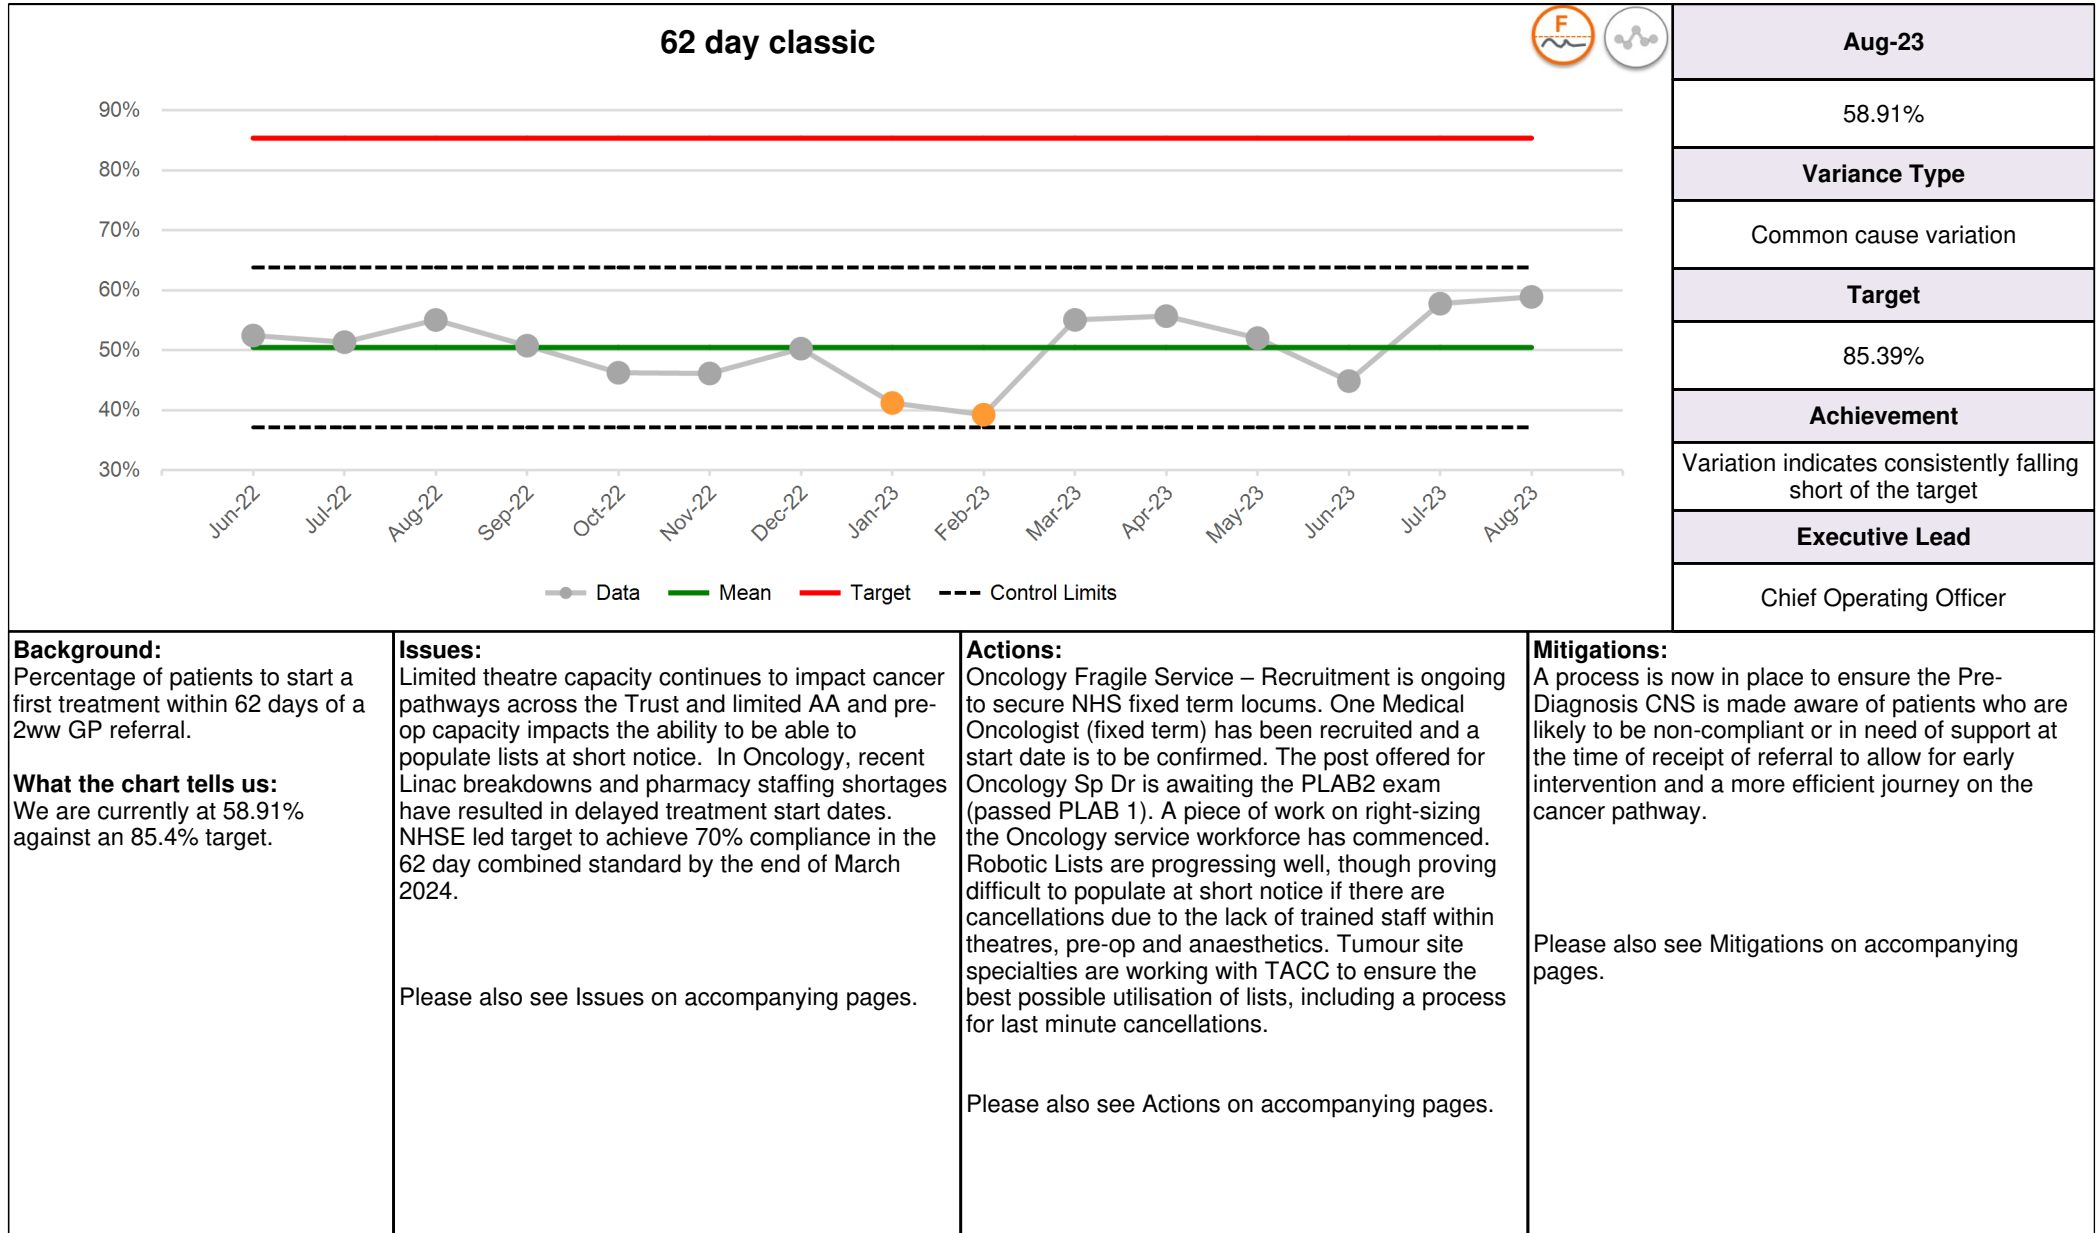 62 day classic
F
90%
80%
70%
60%
50%
40%
30%
Jun-22
Jul-22
Aug-22
Sep-22
Oct-22
Nov-22
Dec-22
Jan-23
Feb-23
Mar-23
Apr-23
May-23
Jun-23
Jul-23
Aug-23
Data
Mean
Target
Control Limits
Aug-23
58.91%
Variance Type
Common cause variation
Target
85.39%
Achievement
Variation indicates consistently falling
short of the target
Executive Lead
Chief Operating Officer
Background:
Percentage of patients to start a
first treatment within 62 days of a
2ww GP referral.
What the chart tells us:
We are currently at 58.91%
against an 85.4% target.
Issues:
Limited theatre capacity continues to impact cancer
pathways across the Trust and limited AA and pre-
op capacity impacts the ability to be able to
populate lists at short notice.  In Oncology, recent
Linac breakdowns and pharmacy staffing shortages
have resulted in delayed treatment start dates.
NHSE led target to achieve 70% compliance in the
62 day combined standard by the end of March
2024.
Please also see Issues on accompanying pages.
Actions:
Oncology Fragile Service – Recruitment is ongoing
to secure NHS fixed term locums. One Medical
Oncologist (fixed term) has been recruited and a
start date is to be confirmed. The post offered for
Oncology Sp Dr is awaiting the PLAB2 exam
(passed PLAB 1). A piece of work on right-sizing
the Oncology service workforce has commenced.
Robotic Lists are progressing well, though proving
difficult to populate at short notice if there are
cancellations due to the lack of trained staff within
theatres, pre-op and anaesthetics. Tumour site
specialties are working with TACC to ensure the
best possible utilisation of lists, including a process
for last minute cancellations.
Please also see Actions on accompanying pages.
Mitigations:
A process is now in place to ensure the Pre-
Diagnosis CNS is made aware of patients who are
likely to be non-compliant or in need of support at
the time of receipt of referral to allow for early
intervention and a more efficient journey on the
cancer pathway.
Please also see Mitigations on accompanying
pages.